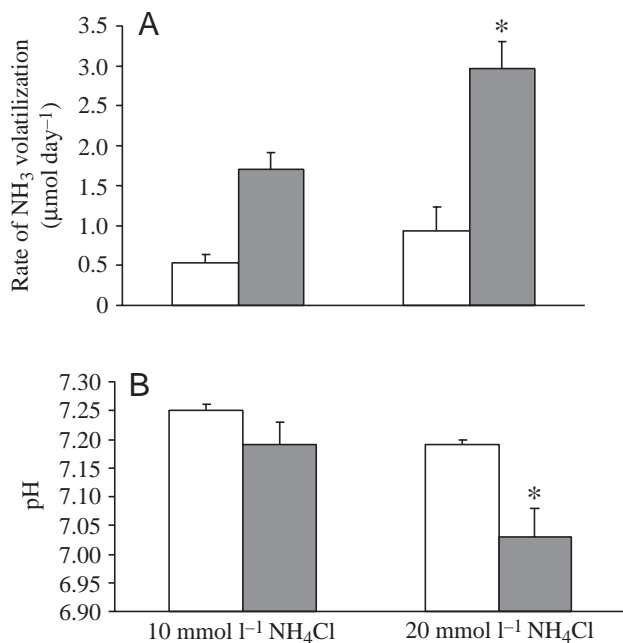 A
Rate of NH₃ volatilization
(μmol day⁻¹)
3.5
*
3.0
2.5
2.0
1.5
1.0
0.5
0
B
pH
7.30
7.25
7.20
7.15
7.10
*
7.05
7.00
6.95
6.90
10 mmol l⁻¹ NH₄Cl
20 mmol l⁻¹ NH₄Cl